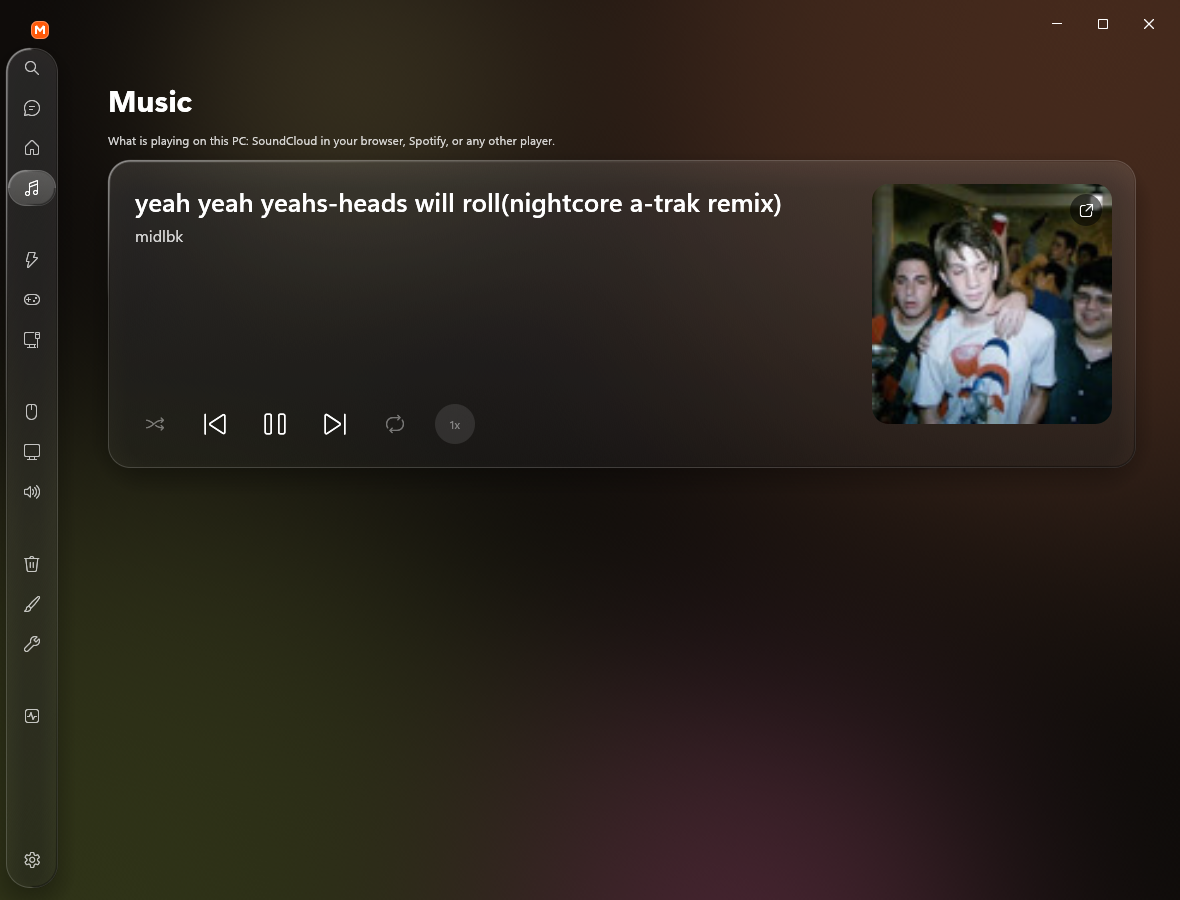 M
Music
What is playing on this PC: SoundCloud in your browser, Spotify, or any other player.
yeah yeah yeahs-heads will roll(nightcore a-trak remix)
midlbk
1x